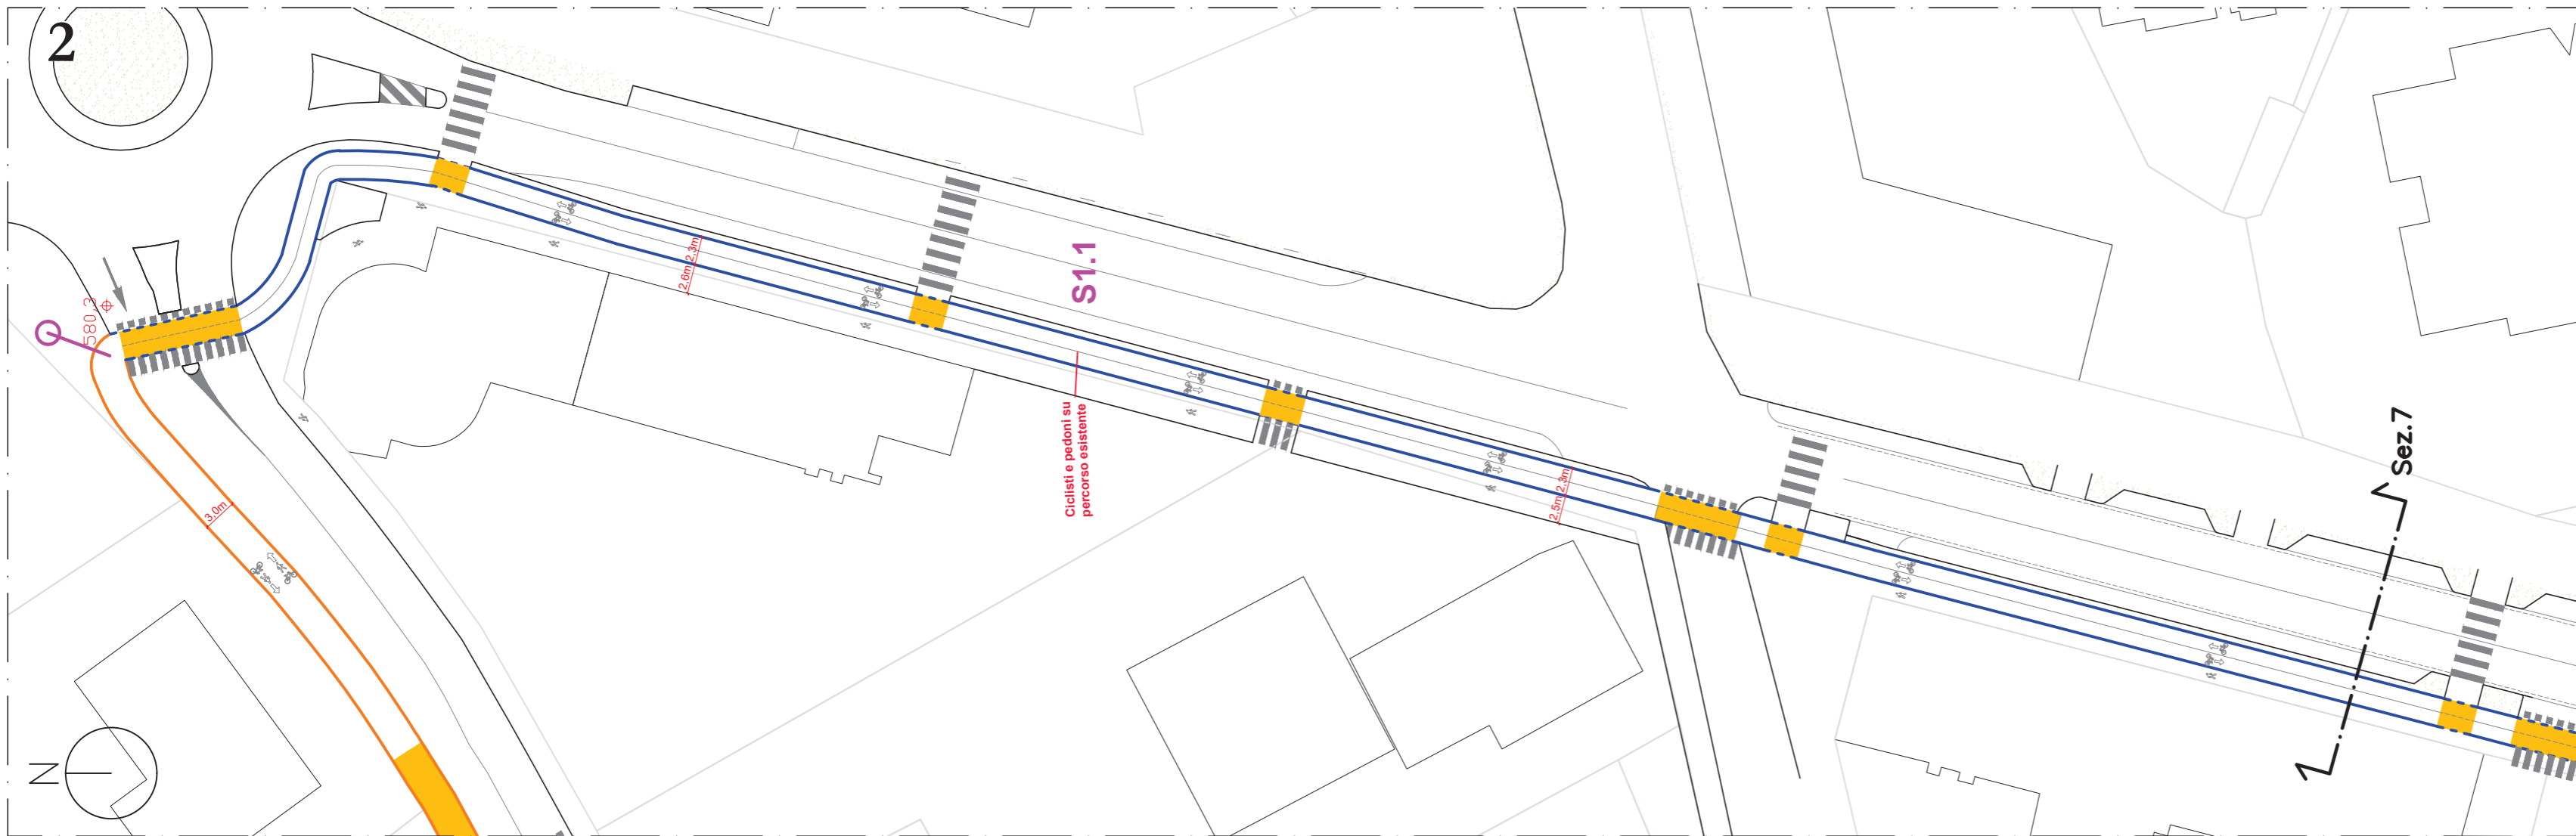 2
580,3
2,6m 2,3m
S1.1
Ciclisti e pedoni su
percorso esistente
2,5m 2,3m
Sez.7
3,0m
N